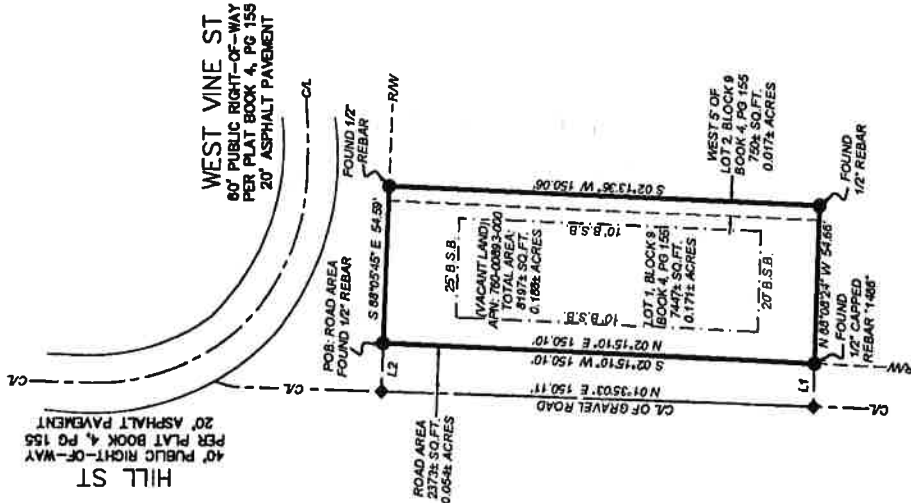 HILL ST
40' PUBLIC RIGHT-OF-WAY
PER PLAT BOOK 4, PG 155
20' ASPHALT PAVEMENT
WEST VINE ST
60' PUBLIC RIGHT-OF-WAY
PER PLAT BOOK 4, PG 155
20' ASPHALT PAVEMENT
C/L
C/L
C/L
R/W
FOUND 1/2"
REBAR
POB: ROAD AREA
FOUND 1/2" REBAR
S 88°05'45" E 54.59'
L2
25' B.S.B.
(VACANT LAND)
APN: 760-00893-000
TOTAL AREA:
8197± SQ.FT.
0.188± ACRES
10' B.S.B.
10' B.S.B.
LOT 1, BLOCK 9
BOOK 4, PG 155
7447± SQ.FT.
0.171± ACRES
20' B.S.B.
S 02°13'36" W 150.06'
N 02°15'10" E 150.10'
S 02°15'10" W 150.10'
N 01°35'03" E 150.11'
C/L OF GRAVEL ROAD
ROAD AREA
2373± SQ.FT.
0.054± ACRES
WEST 5' OF
LOT 2, BLOCK 9
BOOK 4, PG 155
750± SQ.FT.
0.017± ACRES
FOUND
1/2" REBAR
N 88°08'24" W 54.66'
L1
FOUND
1/2" CAPPED
REBAR "1486"
C/L
R/W